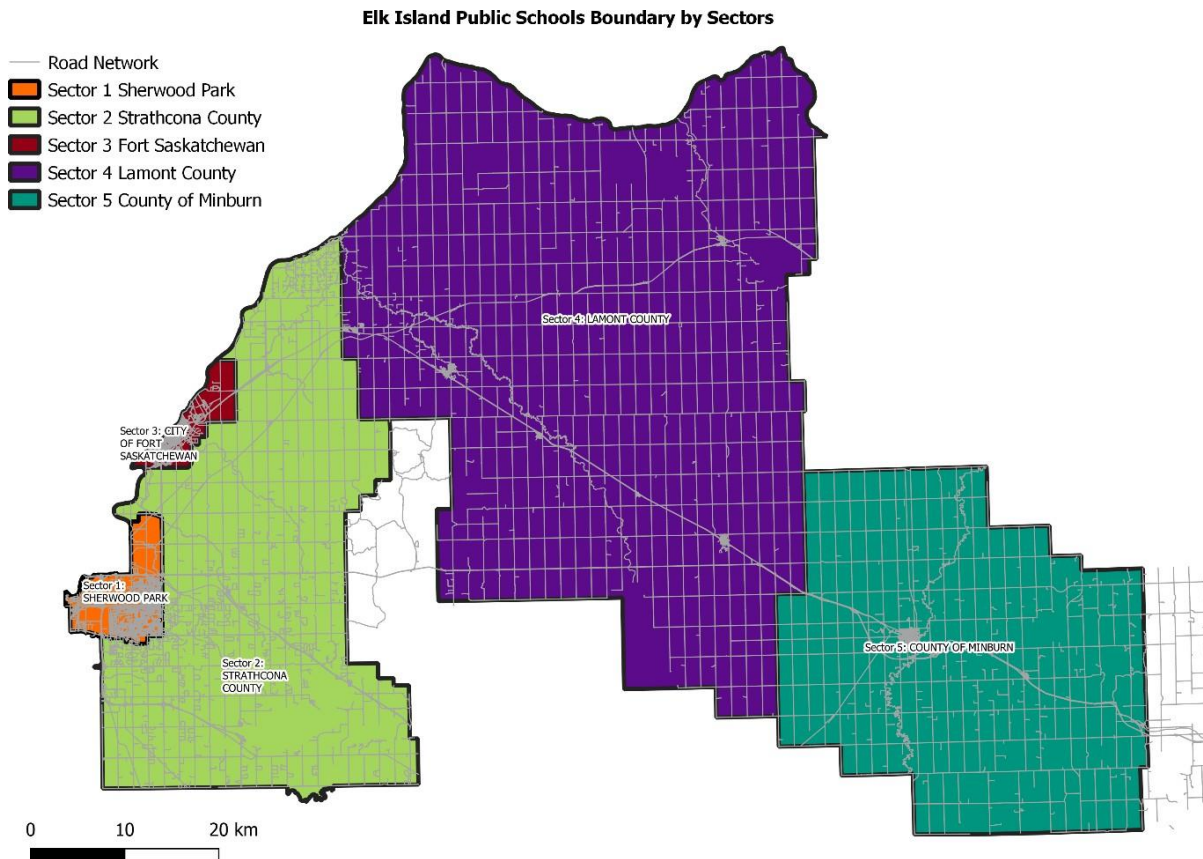 Elk Island Public Schools Boundary by Sectors
Road Network
Sector 1 Sherwood Park
Sector 2 Strathcona County
Sector 3 Fort Saskatchewan
Sector 4 Lamont County
Sector 5 County of Minburn
Sector 4: LAMONT COUNTY
Sector 3: CITY
OF FORT
SASKATCHEWAN
Sector 1:
SHERWOOD PARK
Sector 2:
STRATHCONA
COUNTY
Sector 5: COUNTY OF MINBURN
0 10 20 km